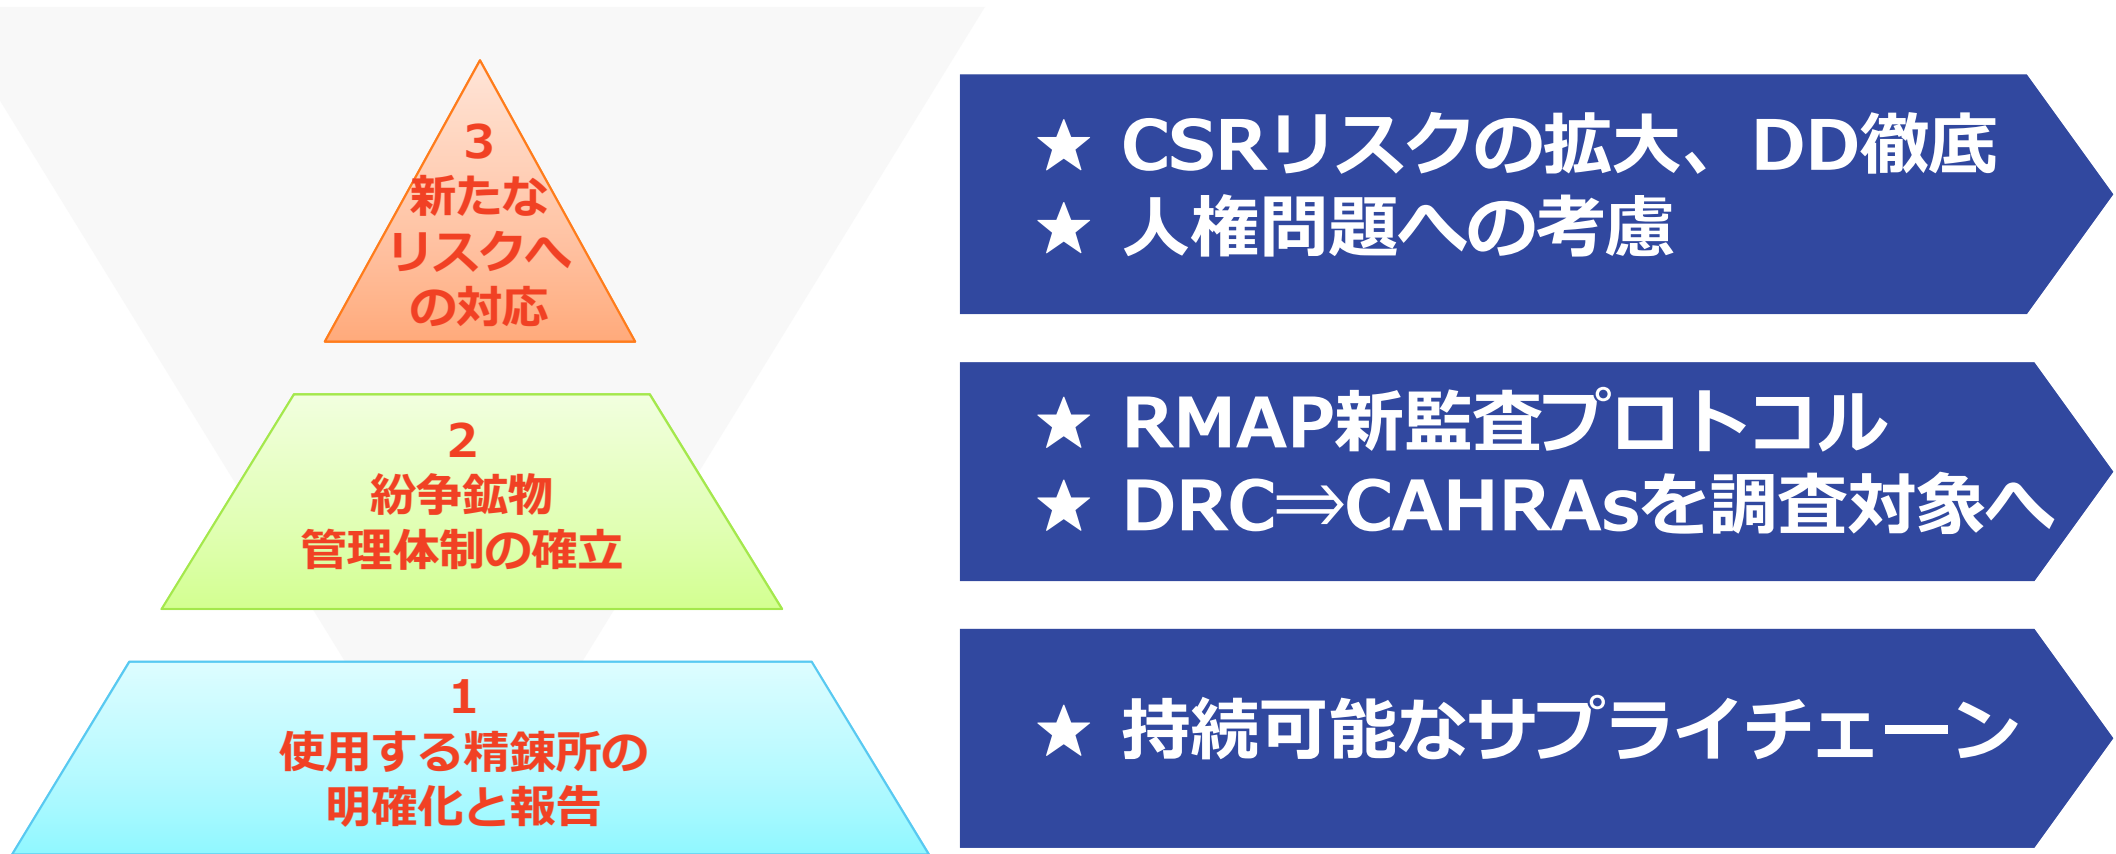 3
新たな
リスクへ
の対応
★ CSRリスクの拡大、DD徹底
★ 人権問題への考慮
2
紛争鉱物
管理体制の確立
★ RMAP新監査プロトコル
★ DRC⇒CAHRAsを調査対象へ
1
使用する精錬所の
明確化と報告
★ 持続可能なサプライチェーン